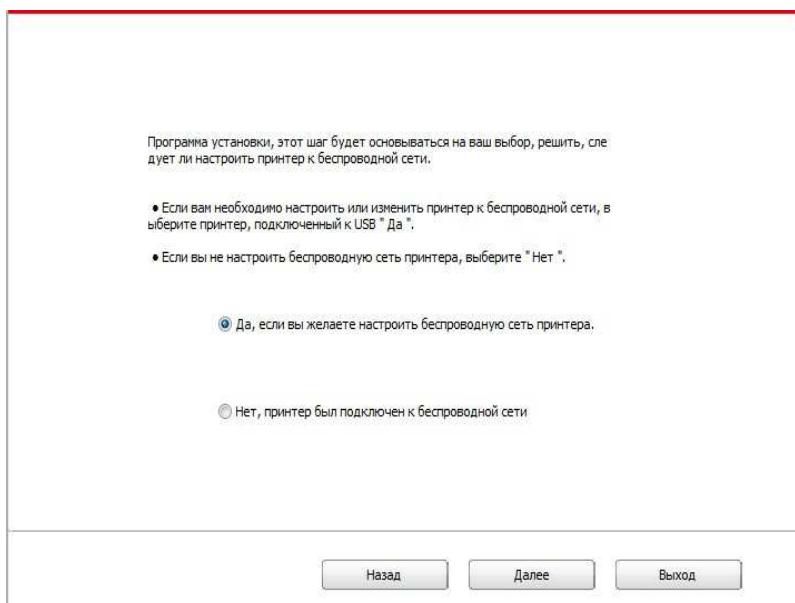 Программа установки, этот шаг будет основываться на ваш выбор, решить, сле
дует ли настроить принтер к беспроводной сети.
● Если вам необходимо настроить или изменить принтер к беспроводной сети, в
ыберите принтер, подключенный к USB " Да ".
● Если вы не настроить беспроводную сеть принтера, выберите " Нет ".
Да, если вы желаете настроить беспроводную сеть принтера.
Нет, принтер был подключен к беспроводной сети
Назад Далее Выход